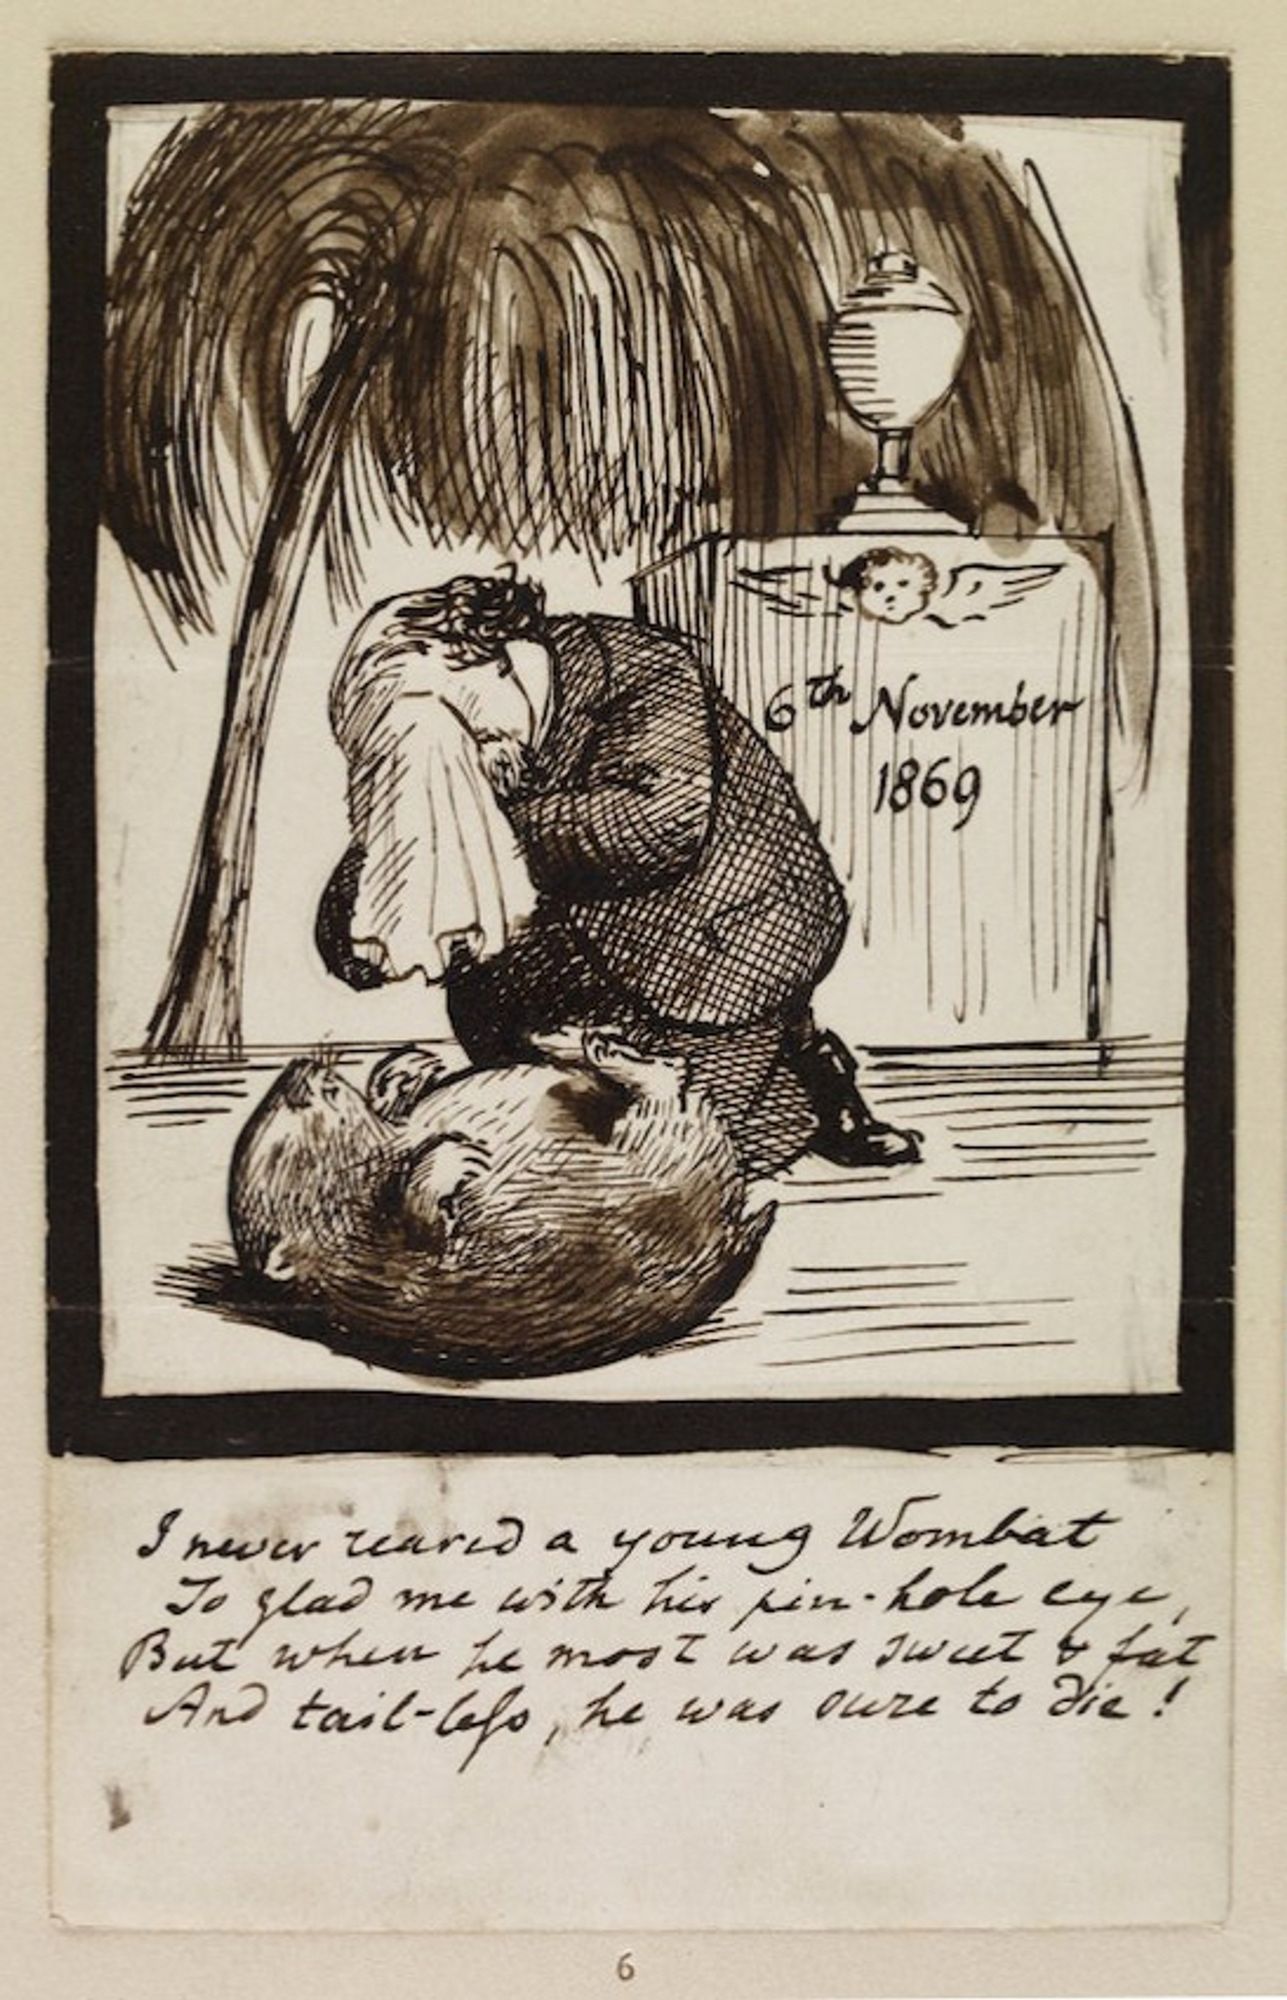 6th November
1869
I never reared a young Wombat
To glad me with his pin-hole eye,
But when he most was sweet & fat
And tail-less, he was sure to die!
6